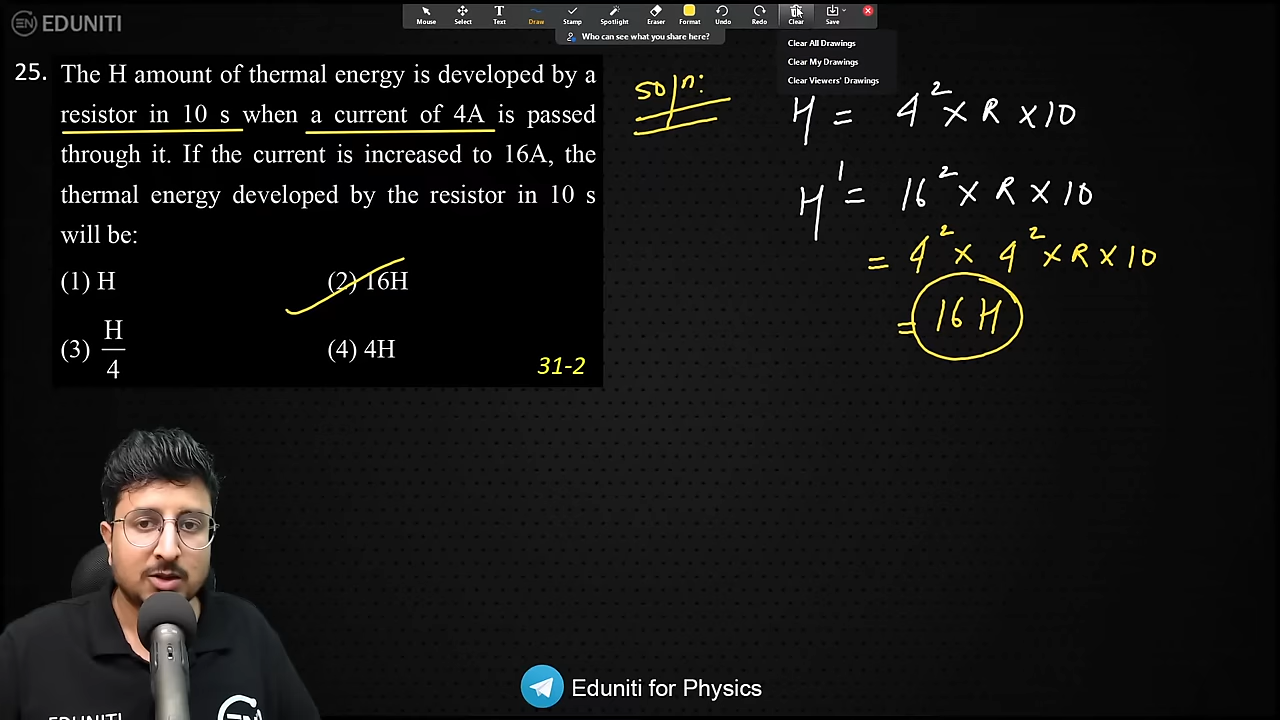 EN EDUNITI
Mouse Select Text Draw Stamp Spotlight Eraser Format Undo Redo Clear Save
Who can see what you share here?
Clear All Drawings
Clear My Drawings
Clear Viewers' Drawings
25. The H amount of thermal energy is developed by a
resistor in 10 s when a current of 4A is passed
through it. If the current is increased to 16A, the
thermal energy developed by the resistor in 10 s
will be:
(1) H (2) 16H
(3) H/4 (4) 4H
31-2
Soln:
H = 4² × R × 10
H' = 16² × R × 10
= 4² × 4² × R × 10
= 16 H
Eduniti for Physics
EDUNITI
EN